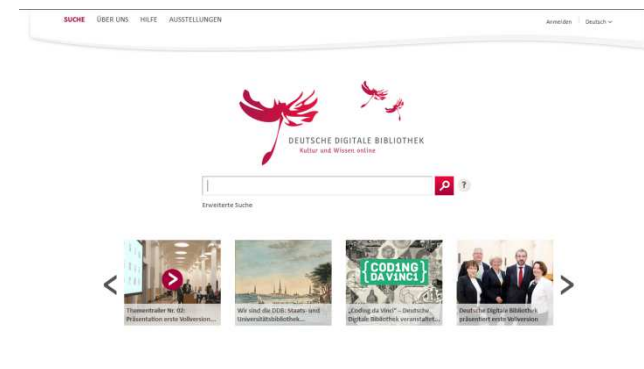 SUCHE ÜBER UNS HILFE AUSSTELLUNGEN Anmelden Deutsch
DEUTSCHE DIGITALE BIBLIOTHEK
Kultur und Wissen online
?
Erweiterte Suche
{CODING
DA V1NC1}
Thementrailer Nr. 02:
Präsentation erste Vollversion...
Wir sind die DDB: Staats- und
Universitätsbibliothek...
„Coding da Vinci" – Deutsche
Digitale Bibliothek veranstaltet...
Deutsche Digitale Bibliothek
präsentiert erste Vollversion